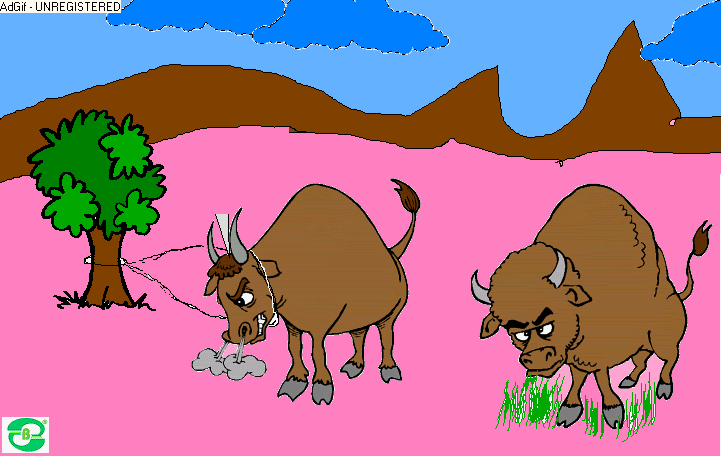 AdGif - UNREGISTERED
B